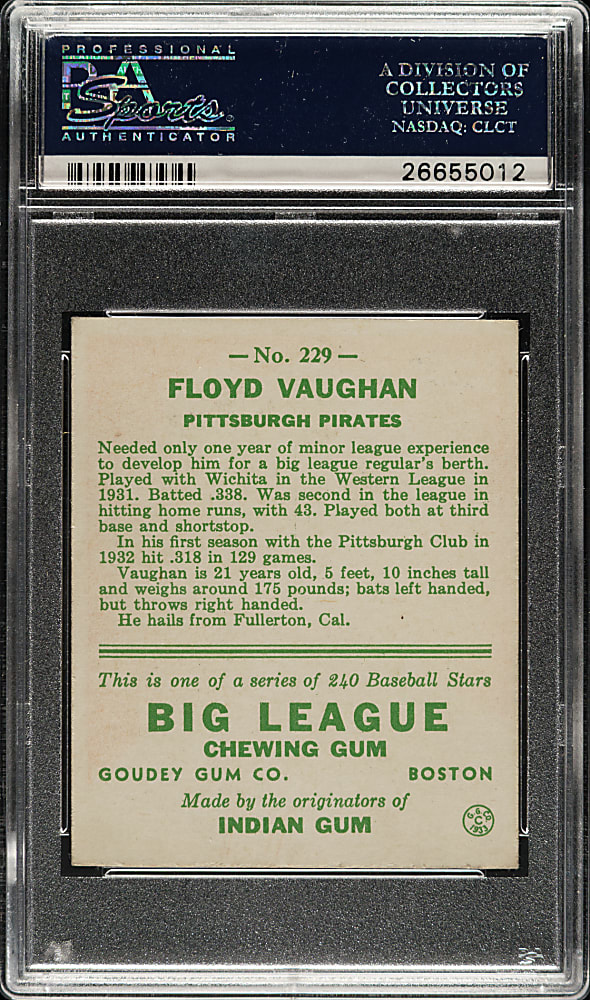 PROFESSIONAL
PSA
Sports
AUTHENTICATOR
A DIVISION OF
COLLECTORS
UNIVERSE
NASDAQ: CLCT
26655012
— No. 229 —
FLOYD VAUGHAN
PITTSBURGH PIRATES
Needed only one year of minor league experience
to develop him for a big league regular's berth.
Played with Wichita in the Western League in
1931. Batted .338. Was second in the league in
hitting home runs, with 43. Played both at third
base and shortstop.
In his first season with the Pittsburgh Club in
1932 hit .318 in 129 games.
Vaughan is 21 years old, 5 feet, 10 inches tall
and weighs around 175 pounds; bats left handed,
but throws right handed.
He hails from Fullerton, Cal.
This is one of a series of 240 Baseball Stars
BIG LEAGUE
CHEWING GUM
GOUDEY GUM CO. BOSTON
Made by the originators of
INDIAN GUM
G. G. CO.
C
1933